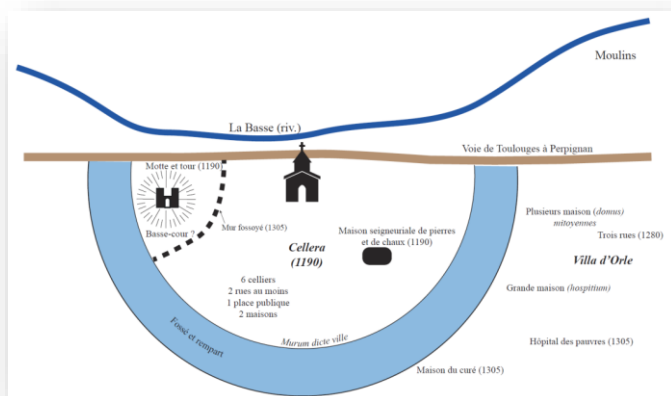 Moulins
La Basse (riv.)
Voie de Toulouges à Perpignan
Motte et tour (1190)
Basse-cour ?
Mur fossoyé (1305)
Cellera
(1190)
Maison seigneuriale de pierres
et de chaux (1190)
6 celliers
2 rues au moins
1 place publique
2 maisons
Fossé et rempart
Murum dicte ville
Plusieurs maison (domus)
mitoyennes
Trois rues (1280)
Villa d'Orle
Grande maison (hospitium)
Hôpital des pauvres (1305)
Maison du curé (1305)